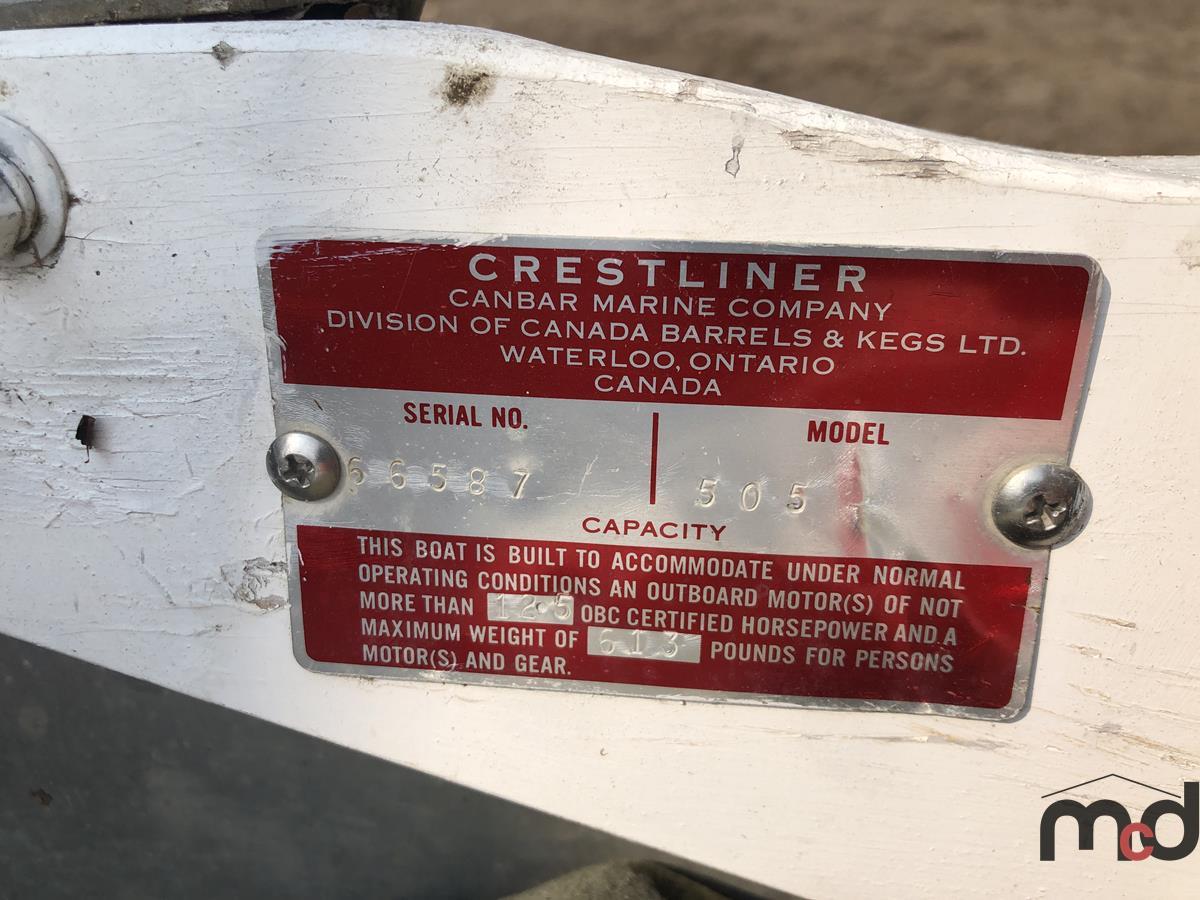 CRESTLINER
CANBAR MARINE COMPANY
DIVISION OF CANADA BARRELS & KEGS LTD.
WATERLOO, ONTARIO
CANADA
SERIAL NO. MODEL
66587 505
CAPACITY
THIS BOAT IS BUILT TO ACCOMMODATE UNDER NORMAL
OPERATING CONDITIONS AN OUTBOARD MOTOR(S) OF NOT
MORE THAN 12.5 OBC CERTIFIED HORSEPOWER AND A
MAXIMUM WEIGHT OF 613 POUNDS FOR PERSONS
MOTOR(S) AND GEAR.
mcd